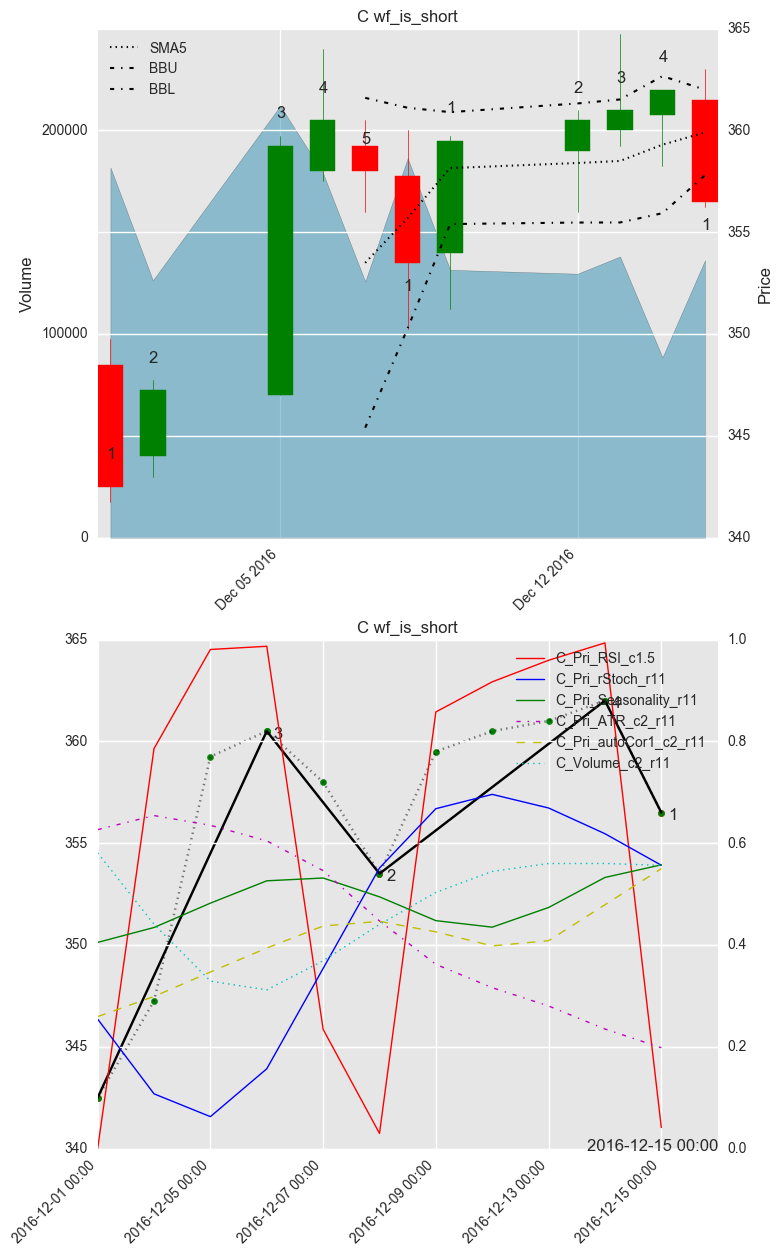 C wf_is_short
SMA5
BBU
BBL
365
360
355
350
345
340
200000
100000
0
Volume
Price
1
2
3
4
5
1
1
2
3
4
1
Dec 05 2016
Dec 12 2016
C wf_is_short
C_Pri_RSI_c1.5
C_Pri_rStoch_r11
C_Pri_Seasonality_r11
C_Pri_ATR_c2_r11
C_Pri_autoCor1_c2_r11
C_Volume_c2_r11
365
360
355
350
345
340
1.0
0.8
0.6
0.4
0.2
0.0
3
2
4
1
2016-12-15 00:00
2016-12-01 00:00
2016-12-05 00:00
2016-12-07 00:00
2016-12-09 00:00
2016-12-13 00:00
2016-12-15 00:00